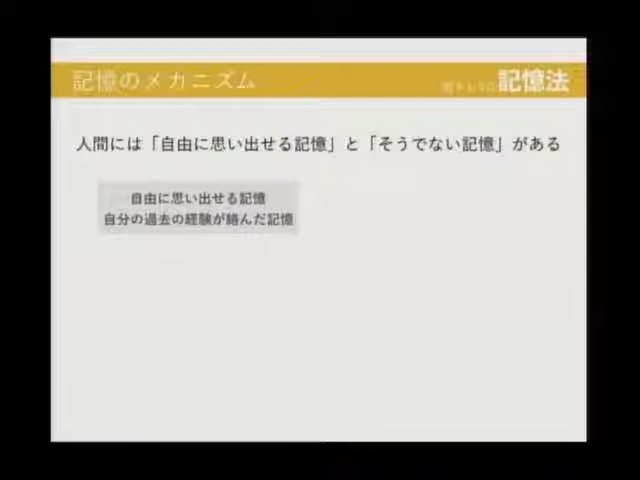 記憶のメカニズム
記憶法
人間には「自由に思い出せる記憶」と「そうでない記憶」がある
自由に思い出せる記憶
自分の過去の経験が絡んだ記憶